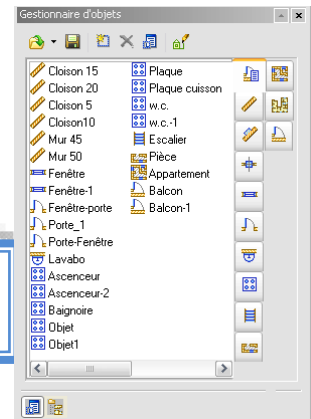 Gestionnaire d'objets
Cloison 15
Cloison 20
Cloison 5
Cloison10
Mur 45
Mur 50
Fenêtre
Fenêtre-1
Fenêtre-porte
Porte_1
Porte-Fenêtre
Lavabo
Ascenceur
Ascenceur-2
Baignoire
Objet
Objet1
Plaque
Plaque cuisson
w.c.
w.c.-1
Escalier
Pièce
Appartement
Balcon
Balcon-1